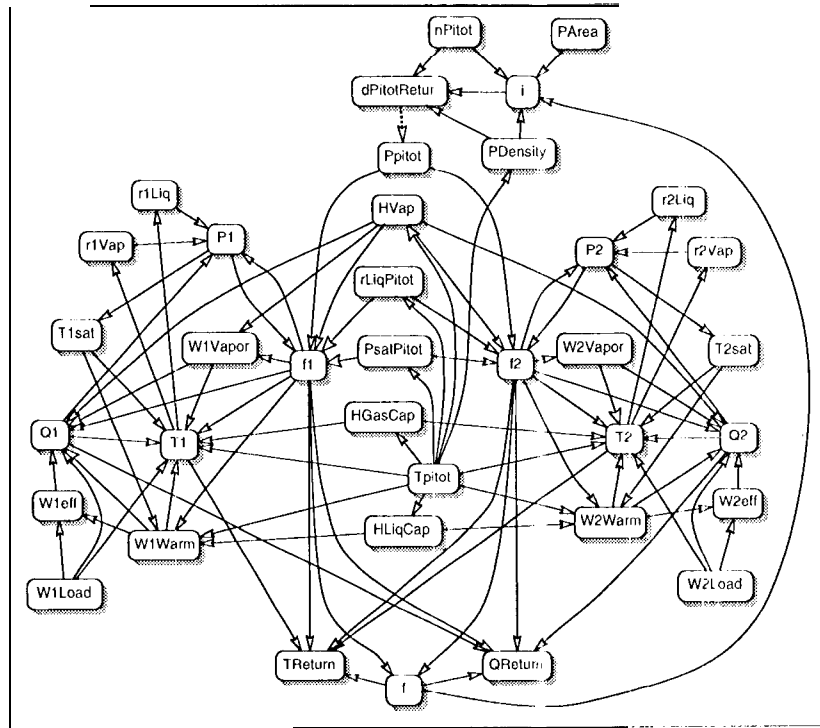 nPitot
PArea
dPitotRetur
i
Ppitot
PDensity
r1Liq
HVap
r2Liq
r1Vap
P1
P2
r2Vap
rLiqPitot
T1sat
W1Vapor
f1
PsatPitot
f2
W2Vapor
T2sat
HGasCap
Q1
T1
T2
Q2
Tpitot
W1eff
W2eff
W1Warm
HLiqCap
W2Warm
W1Load
W2Load
TReturn
f
QReturn